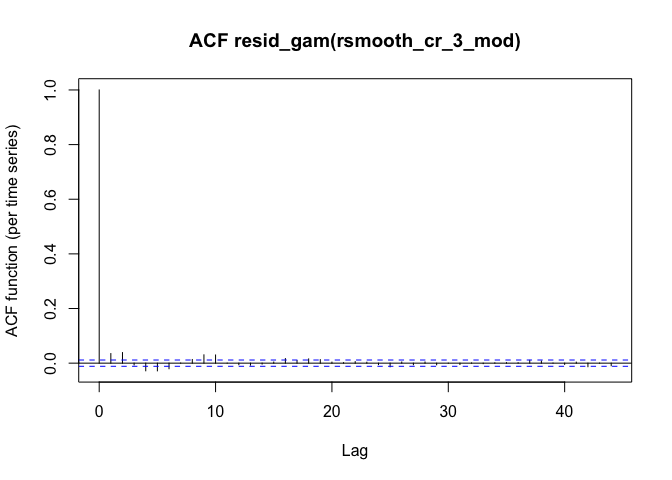 ACF resid_gam(rsmooth_cr_3_mod)
ACF function (per time series)
1.0
0.8
0.6
0.4
0.2
0.0
0 10 20 30 40
Lag